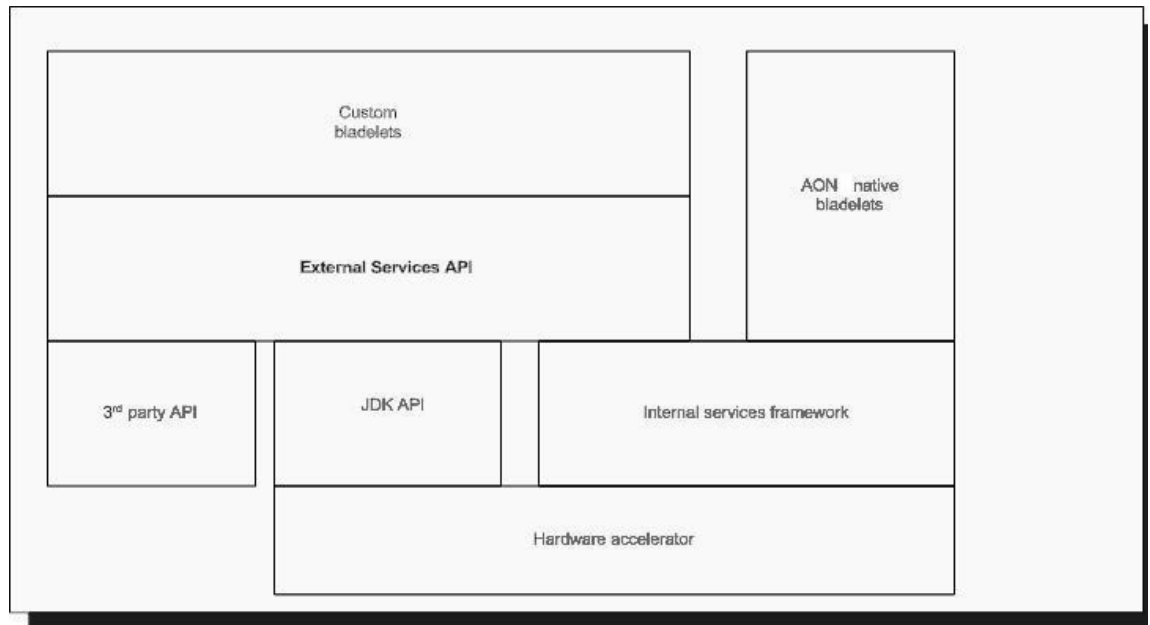 Custom
bladelets
AON native
bladelets
External Services API
3rd party API
JDK API
Internal services framework
Hardware accelerator